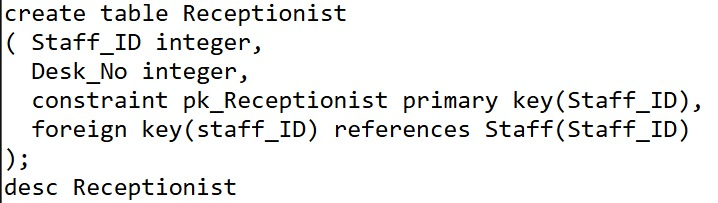 create table Receptionist
( Staff_ID integer,
Desk_No integer,
constraint pk_Receptionist primary key(Staff_ID),
foreign key(staff_ID) references Staff(Staff_ID)
);
desc Receptionist